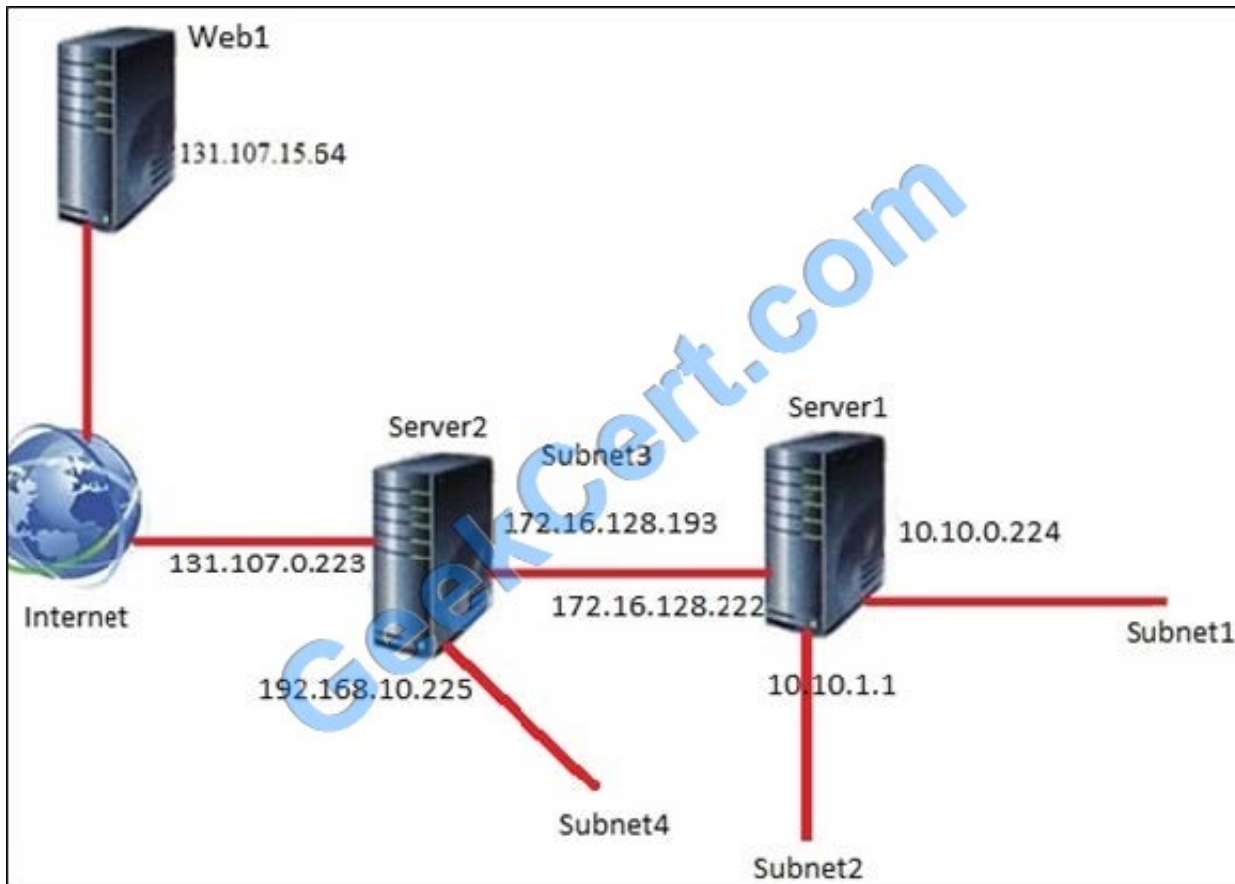 Web1
131.107.15.64
Server2
Subnet3
Server1
172.16.128.193
10.10.0.224
131.107.0.223
172.16.128.222
Internet
Subnet1
192.168.10.225
10.10.1.1
Subnet4
Subnet2
GeekCert.com